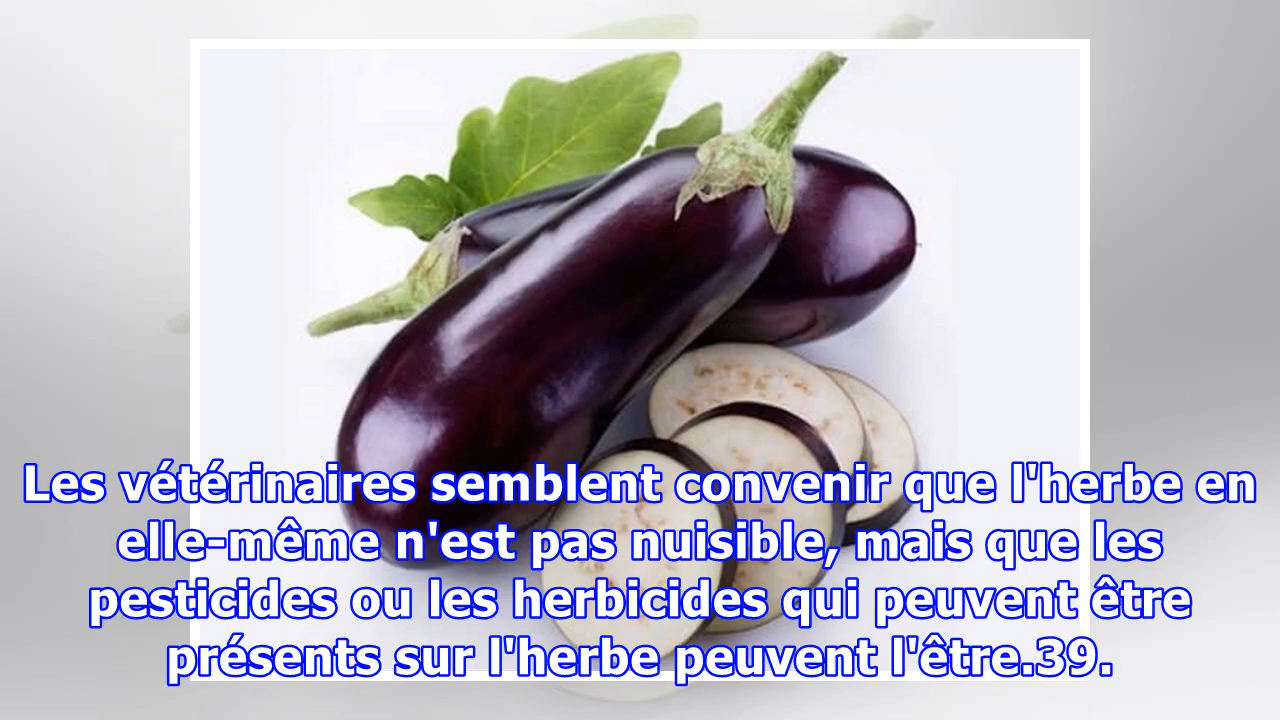 Les vétérinaires semblent convenir que l'herbe en
elle-même n'est pas nuisible, mais que les
pesticides ou les herbicides qui peuvent être
présents sur l'herbe peuvent l'être.39.